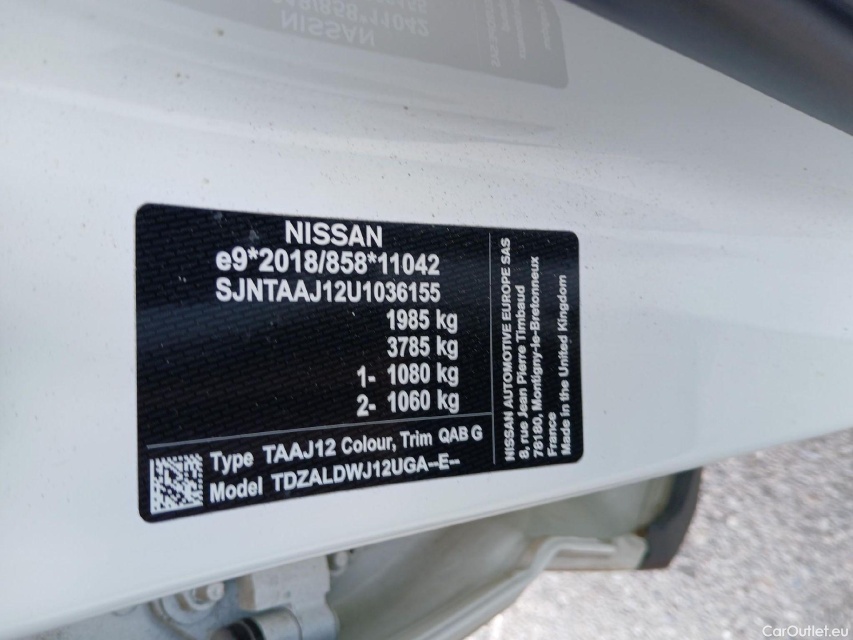 NISSAN
e9*2018/858*11042
SJNTAAJ12U1036155
1985 kg
3785 kg
1- 1080 kg
2- 1060 kg
Type TAAJ12 Colour, Trim QAB G
Model TDZALDWJ12UGA-E--
NISSAN AUTOMOTIVE EUROPE SAS
8, rue Jean Pierre Timbaud
78180, Montigny-le-Bretonneux
France
Made in the United Kingdom
CarOutlet.eu